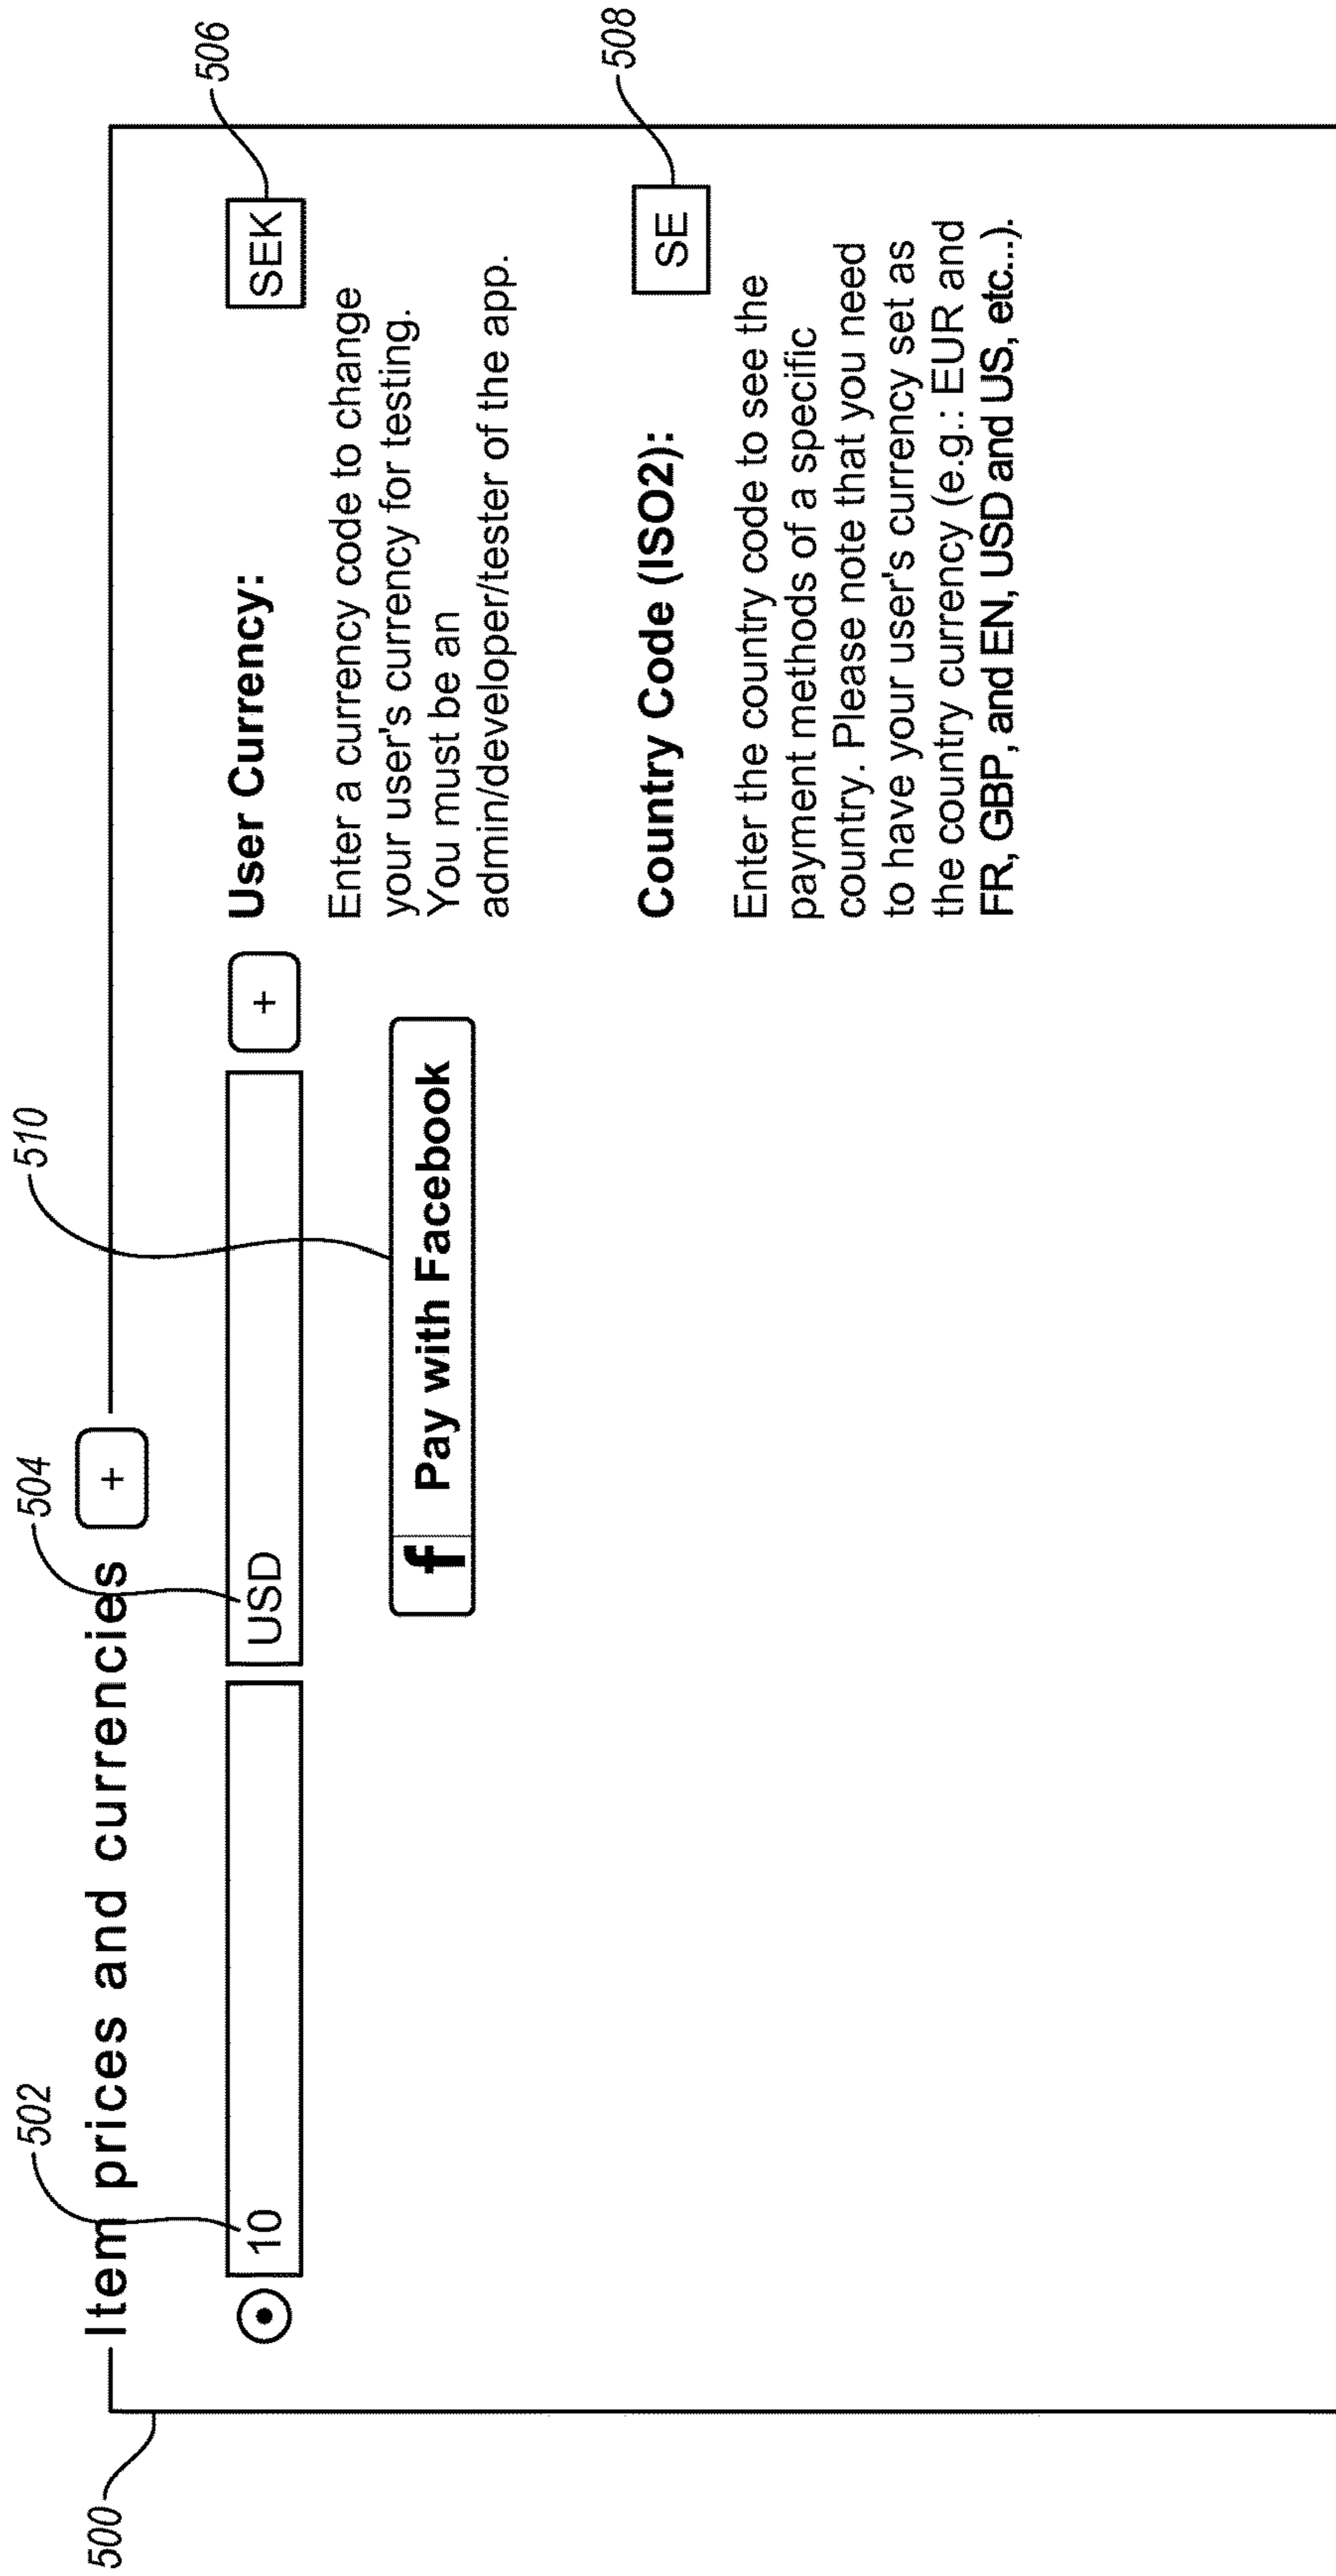 500
502
504
510
506
508
Item prices and currencies +
10
USD
+
f Pay with Facebook
User Currency:
SEK
Enter a currency code to change
your user's currency for testing.
You must be an
admin/developer/tester of the app.
Country Code (ISO2):
SE
Enter the country code to see the
payment methods of a specific
country. Please note that you need
to have your user's currency set as
the country currency (e.g.: EUR and
FR, GBP, and EN, USD and US, etc...).